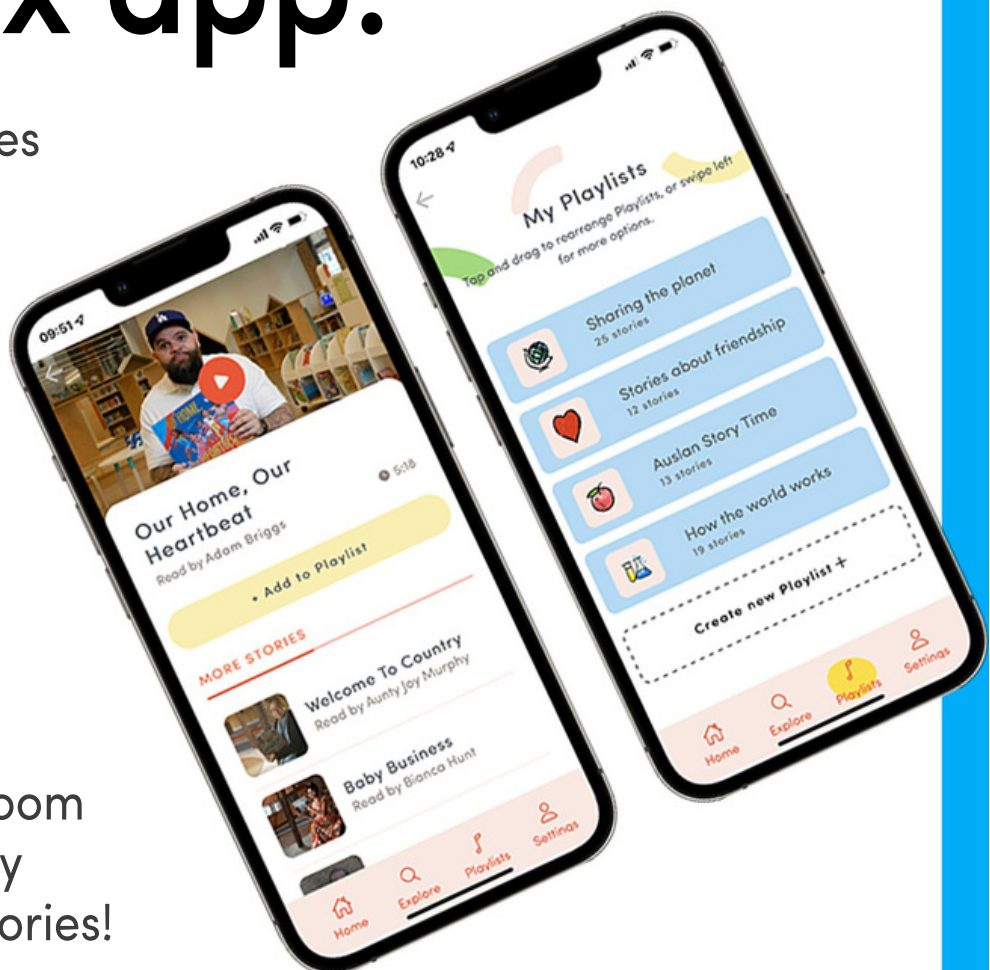 x app.
es
oom
y
ories!
09:51
Our Home, Our
Heartbeat
5:18
Read by Adam Briggs
+ Add to Playlist
MORE STORIES
Welcome To Country
Read by Aunty Joy Murphy
Baby Business
Read by Bianca Hunt
Home
Explore
Playlists
Settings
10:28
My Playlists
Tap and drag to rearrange Playlists, or swipe left
for more options.
Sharing the planet
25 stories
Stories about friendship
12 stories
Auslan Story Time
13 stories
How the world works
19 stories
Create new Playlist +
Home
Explore
Playlists
Settings